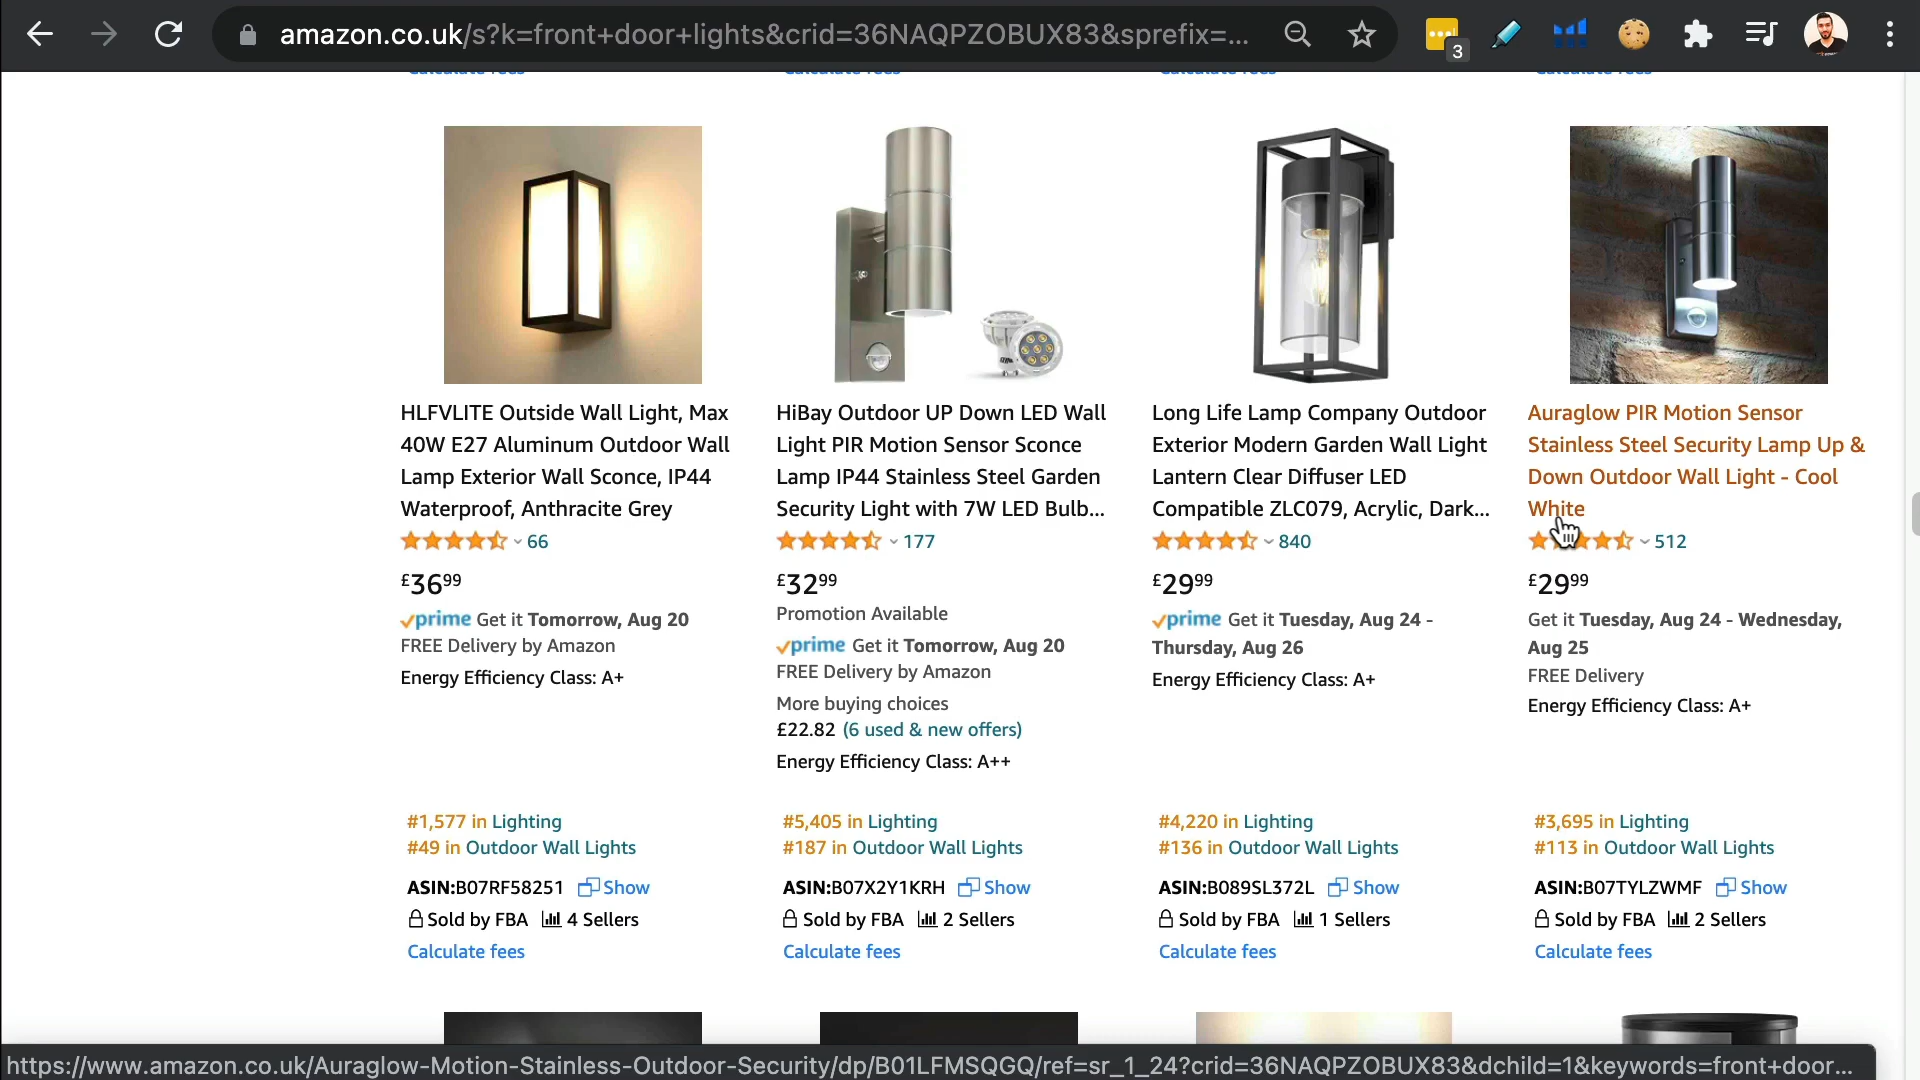 amazon.co.uk/s?k=front+door+lights&crid=36NAQPZOBUX83&sprefix=...
3
Calculate fees
Calculate fees
Calculate fees
Calculate fees
HLFVLITE Outside Wall Light, Max
40W E27 Aluminum Outdoor Wall
Lamp Exterior Wall Sconce, IP44
Waterproof, Anthracite Grey
66
£3699
prime Get it Tomorrow, Aug 20
FREE Delivery by Amazon
Energy Efficiency Class: A+
#1,577 in Lighting
#49 in Outdoor Wall Lights
ASIN:B07RF58251 Show
Sold by FBA 4 Sellers
Calculate fees
HiBay Outdoor UP Down LED Wall
Light PIR Motion Sensor Sconce
Lamp IP44 Stainless Steel Garden
Security Light with 7W LED Bulb...
177
£3299
Promotion Available
prime Get it Tomorrow, Aug 20
FREE Delivery by Amazon
More buying choices
£22.82 (6 used & new offers)
Energy Efficiency Class: A++
#5,405 in Lighting
#187 in Outdoor Wall Lights
ASIN:B07X2Y1KRH Show
Sold by FBA 2 Sellers
Calculate fees
Long Life Lamp Company Outdoor
Exterior Modern Garden Wall Light
Lantern Clear Diffuser LED
Compatible ZLC079, Acrylic, Dark...
840
£2999
prime Get it Tuesday, Aug 24 -
Thursday, Aug 26
Energy Efficiency Class: A+
#4,220 in Lighting
#136 in Outdoor Wall Lights
ASIN:B089SL372L Show
Sold by FBA 1 Sellers
Calculate fees
Auraglow PIR Motion Sensor
Stainless Steel Security Lamp Up &
Down Outdoor Wall Light - Cool
White
512
£2999
Get it Tuesday, Aug 24 - Wednesday,
Aug 25
FREE Delivery
Energy Efficiency Class: A+
#3,695 in Lighting
#113 in Outdoor Wall Lights
ASIN:B07TYLZWMF Show
Sold by FBA 2 Sellers
Calculate fees
https://www.amazon.co.uk/Auraglow-Motion-Stainless-Outdoor-Security/dp/B01LFMSQGQ/ref=sr_1_24?crid=36NAQPZOBUX83&dchild=1&keywords=front+door...